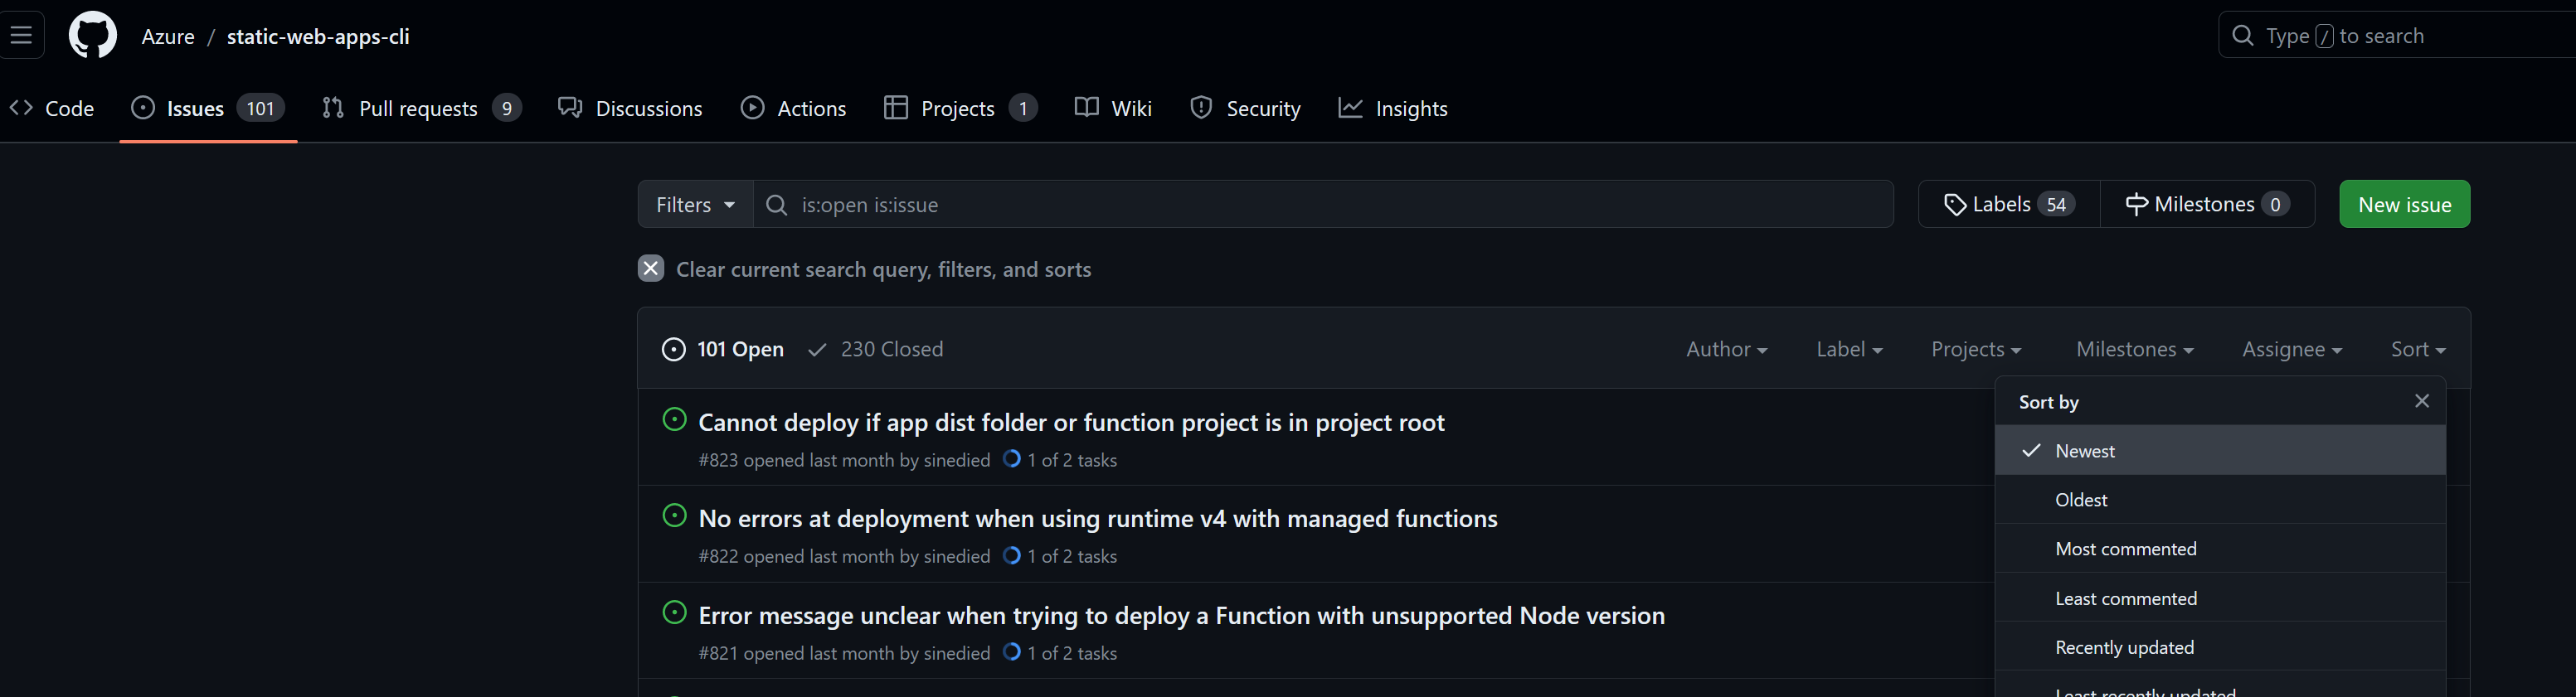 Azure / static-web-apps-cli
Type / to search
Code Issues 101 Pull requests 9 Discussions Actions Projects 1 Wiki Security Insights
Filters is:open is:issue Labels 54 Milestones 0 New issue
Clear current search query, filters, and sorts
101 Open 230 Closed Author Label Projects Milestones Assignee Sort
Cannot deploy if app dist folder or function project is in project root
#823 opened last month by sinedied 1 of 2 tasks
No errors at deployment when using runtime v4 with managed functions
#822 opened last month by sinedied 1 of 2 tasks
Error message unclear when trying to deploy a Function with unsupported Node version
#821 opened last month by sinedied 1 of 2 tasks
Sort by
Newest
Oldest
Most commented
Least commented
Recently updated
Least recently updated